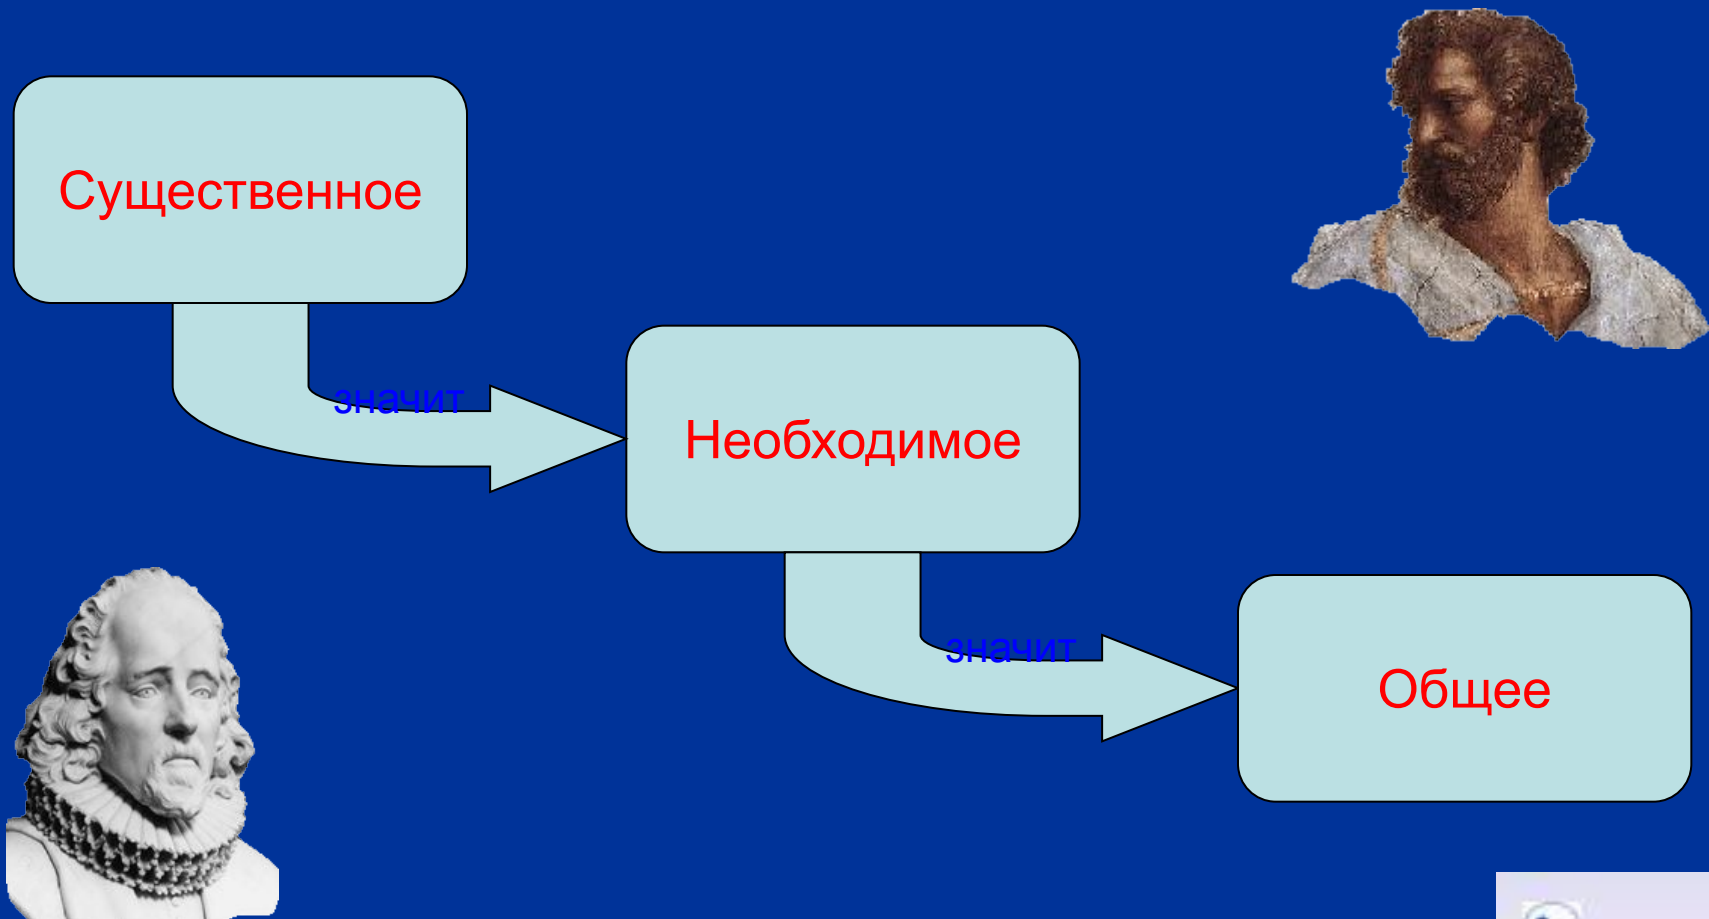 Существенное
значит
Необходимое
значит
Общее